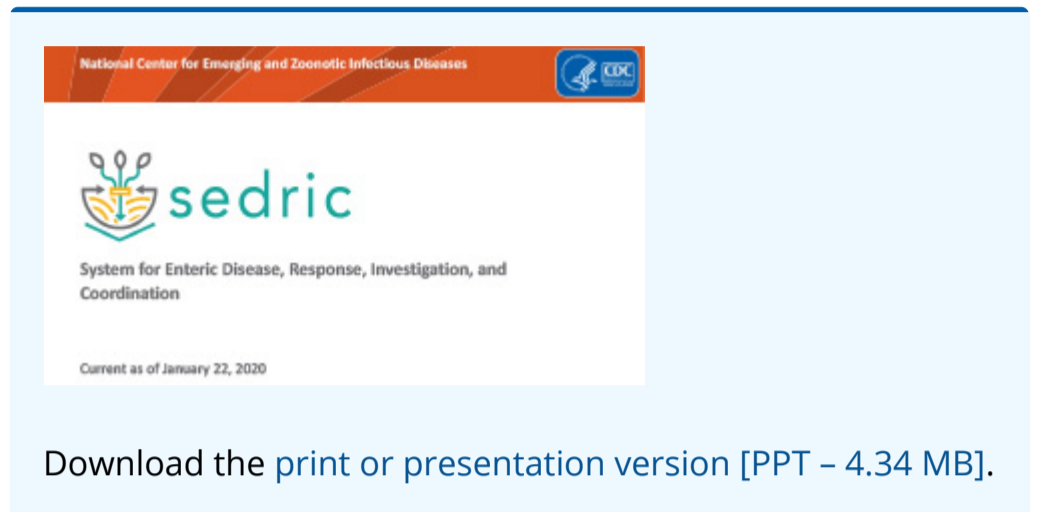 National Center for Emerging and Zoonotic Infectious Diseases
CDC
sedric
System for Enteric Disease, Response, Investigation, and
Coordination
Current as of January 22, 2020
Download the print or presentation version [PPT – 4.34 MB].